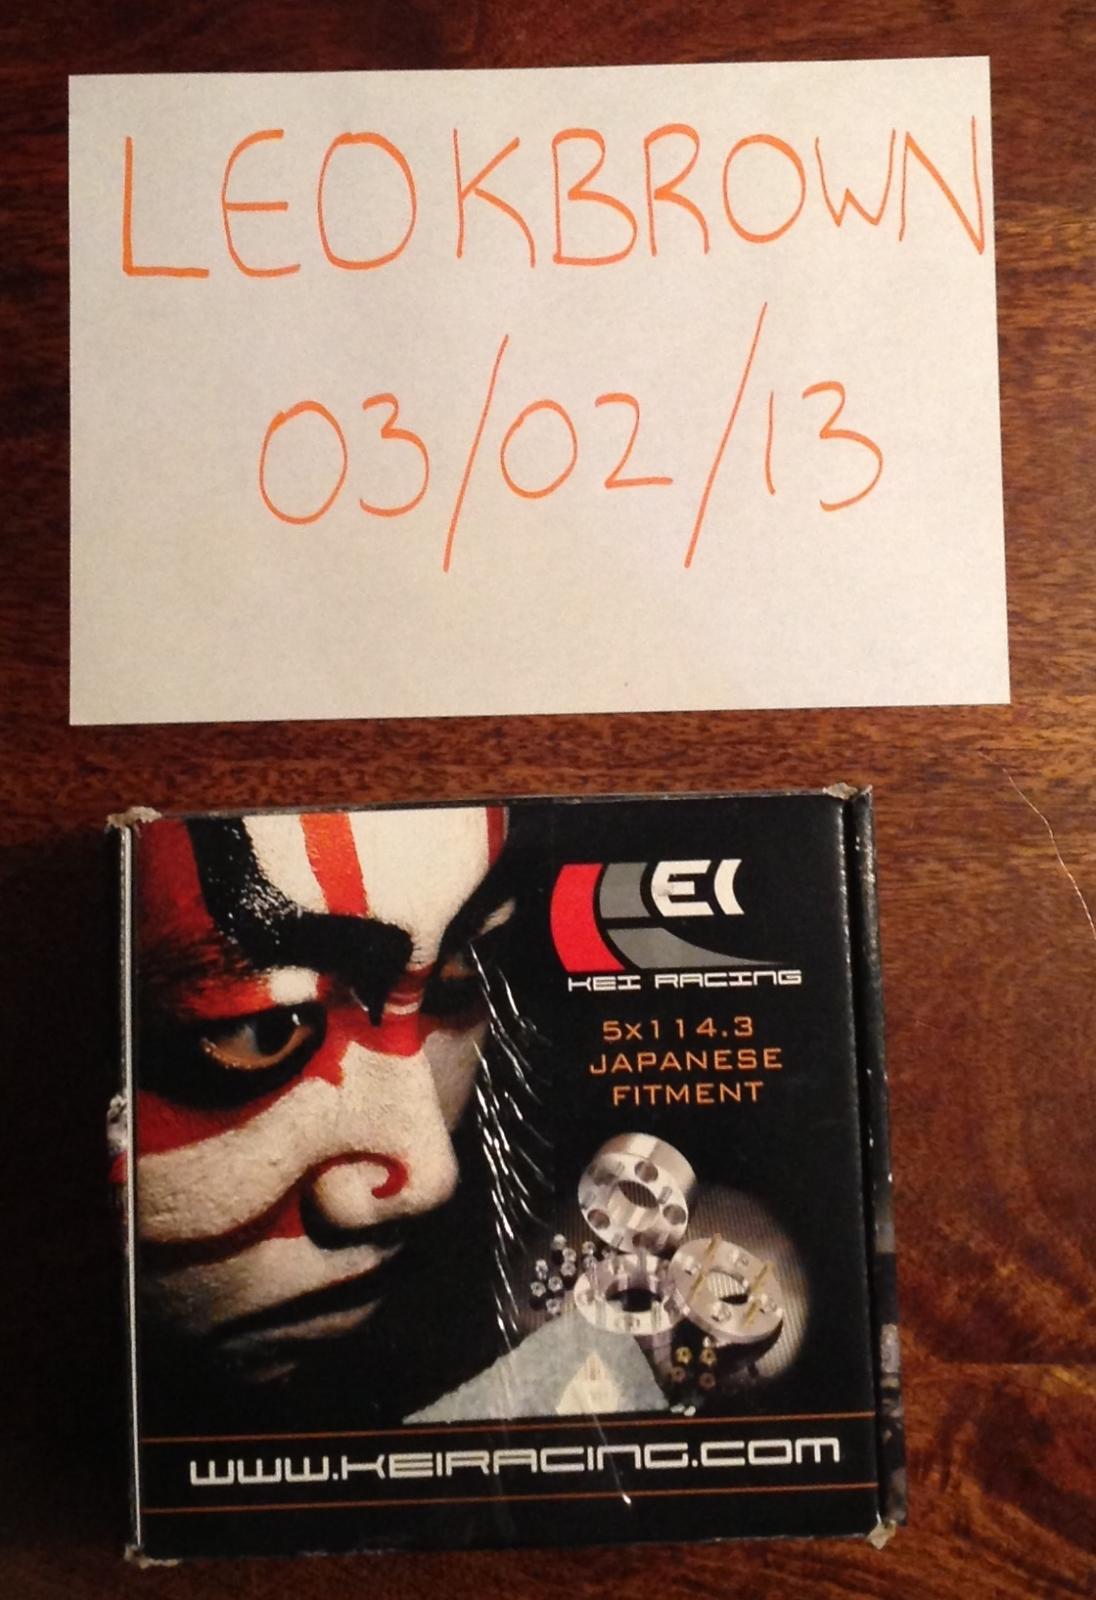 LEOKBROWN
03/02/13
KEI
KEI RACING
5x114.3
JAPANESE
FITMENT
WWW.KEIRACING.COM